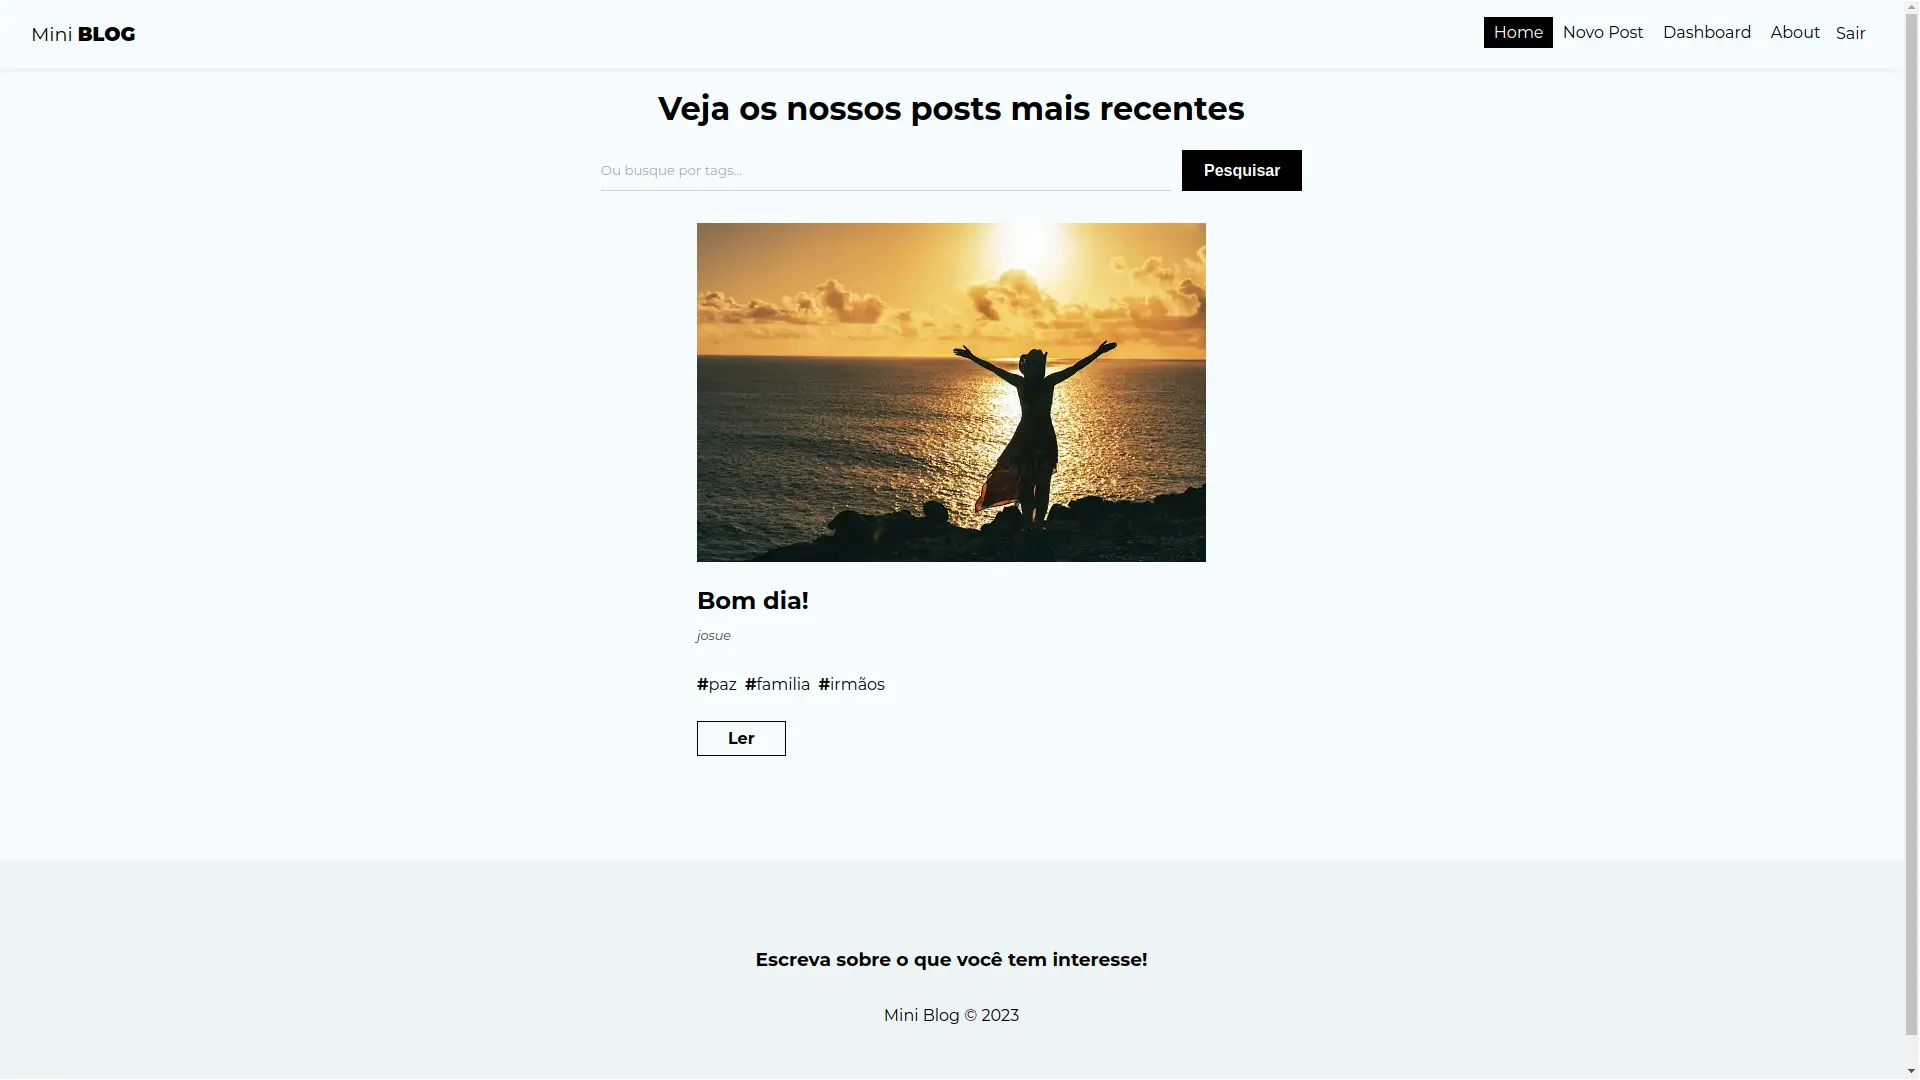 Mini BLOG
Home Novo Post Dashboard About Sair
Veja os nossos posts mais recentes
Ou busque por tags... Pesquisar
Bom dia!
josue
#paz #familia #irmãos
Ler
Escreva sobre o que você tem interesse!
Mini Blog © 2023